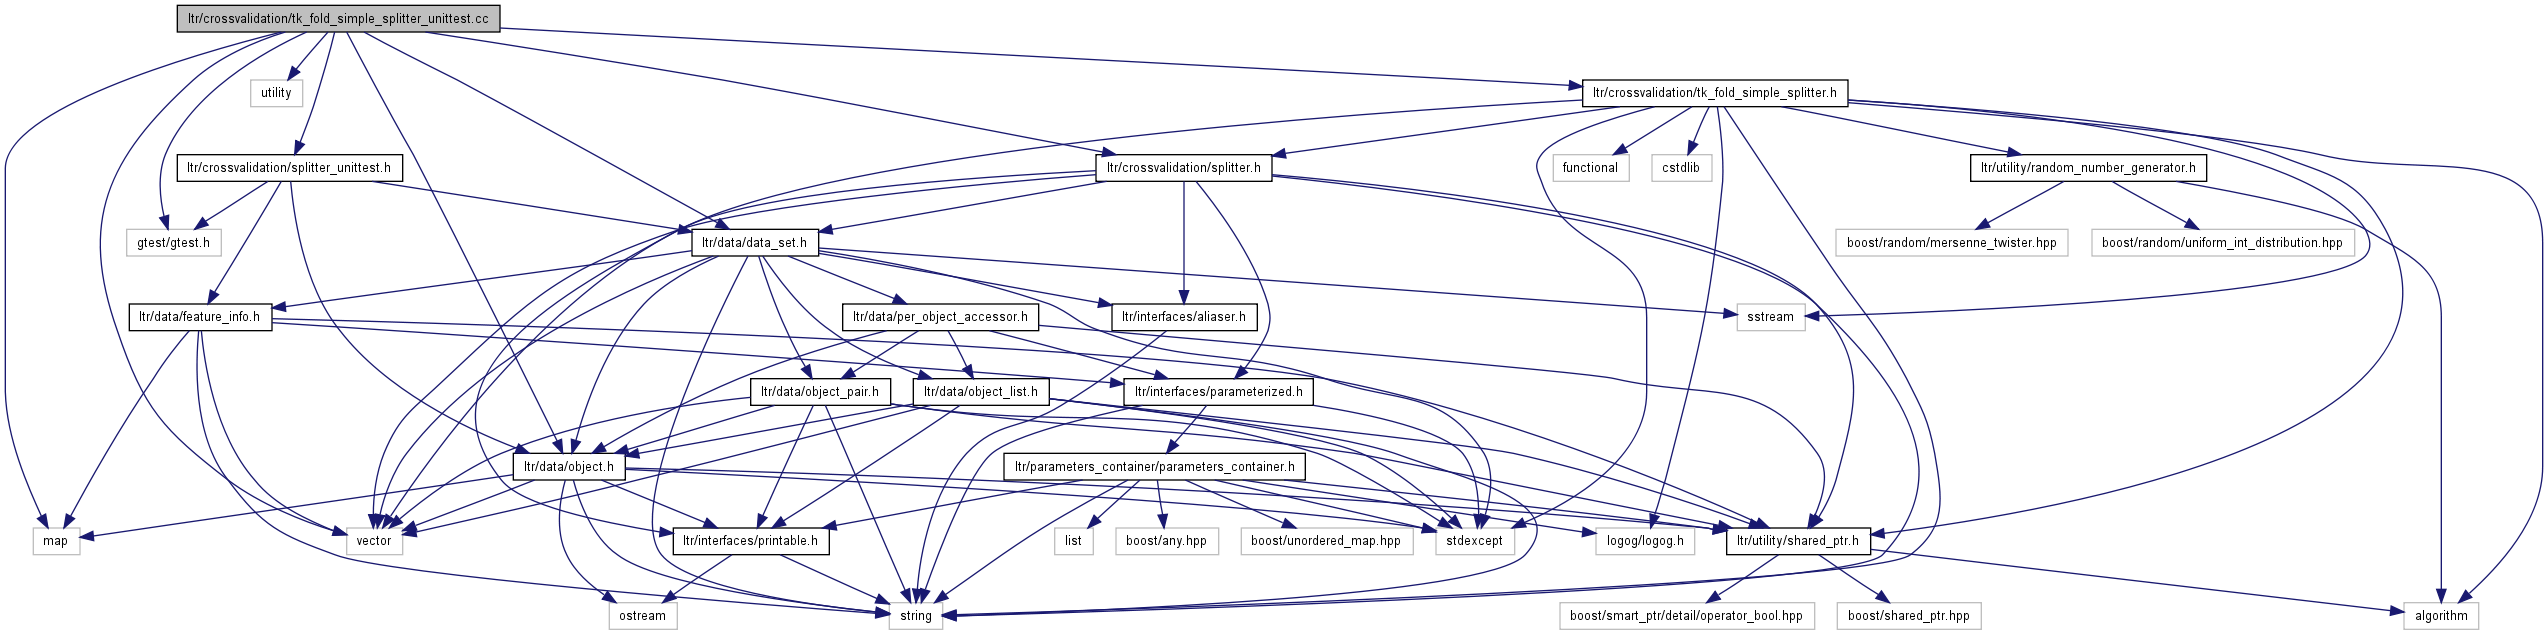 ltr/crossvalidation/tk_fold_simple_splitter_unittest.cc
utility
ltr/crossvalidation/tk_fold_simple_splitter.h
ltr/crossvalidation/splitter_unittest.h
ltr/crossvalidation/splitter.h
functional
cstdlib
ltr/utility/random_number_generator.h
gtest/gtest.h
ltr/data/data_set.h
boost/random/mersenne_twister.hpp
boost/random/uniform_int_distribution.hpp
ltr/data/feature_info.h
ltr/data/per_object_accessor.h
ltr/interfaces/aliaser.h
sstream
ltr/data/object_pair.h
ltr/data/object_list.h
ltr/interfaces/parameterized.h
ltr/data/object.h
ltr/parameters_container/parameters_container.h
map
vector
ltr/interfaces/printable.h
list
boost/any.hpp
boost/unordered_map.hpp
stdexcept
logog/logog.h
ltr/utility/shared_ptr.h
ostream
string
boost/smart_ptr/detail/operator_bool.hpp
boost/shared_ptr.hpp
algorithm